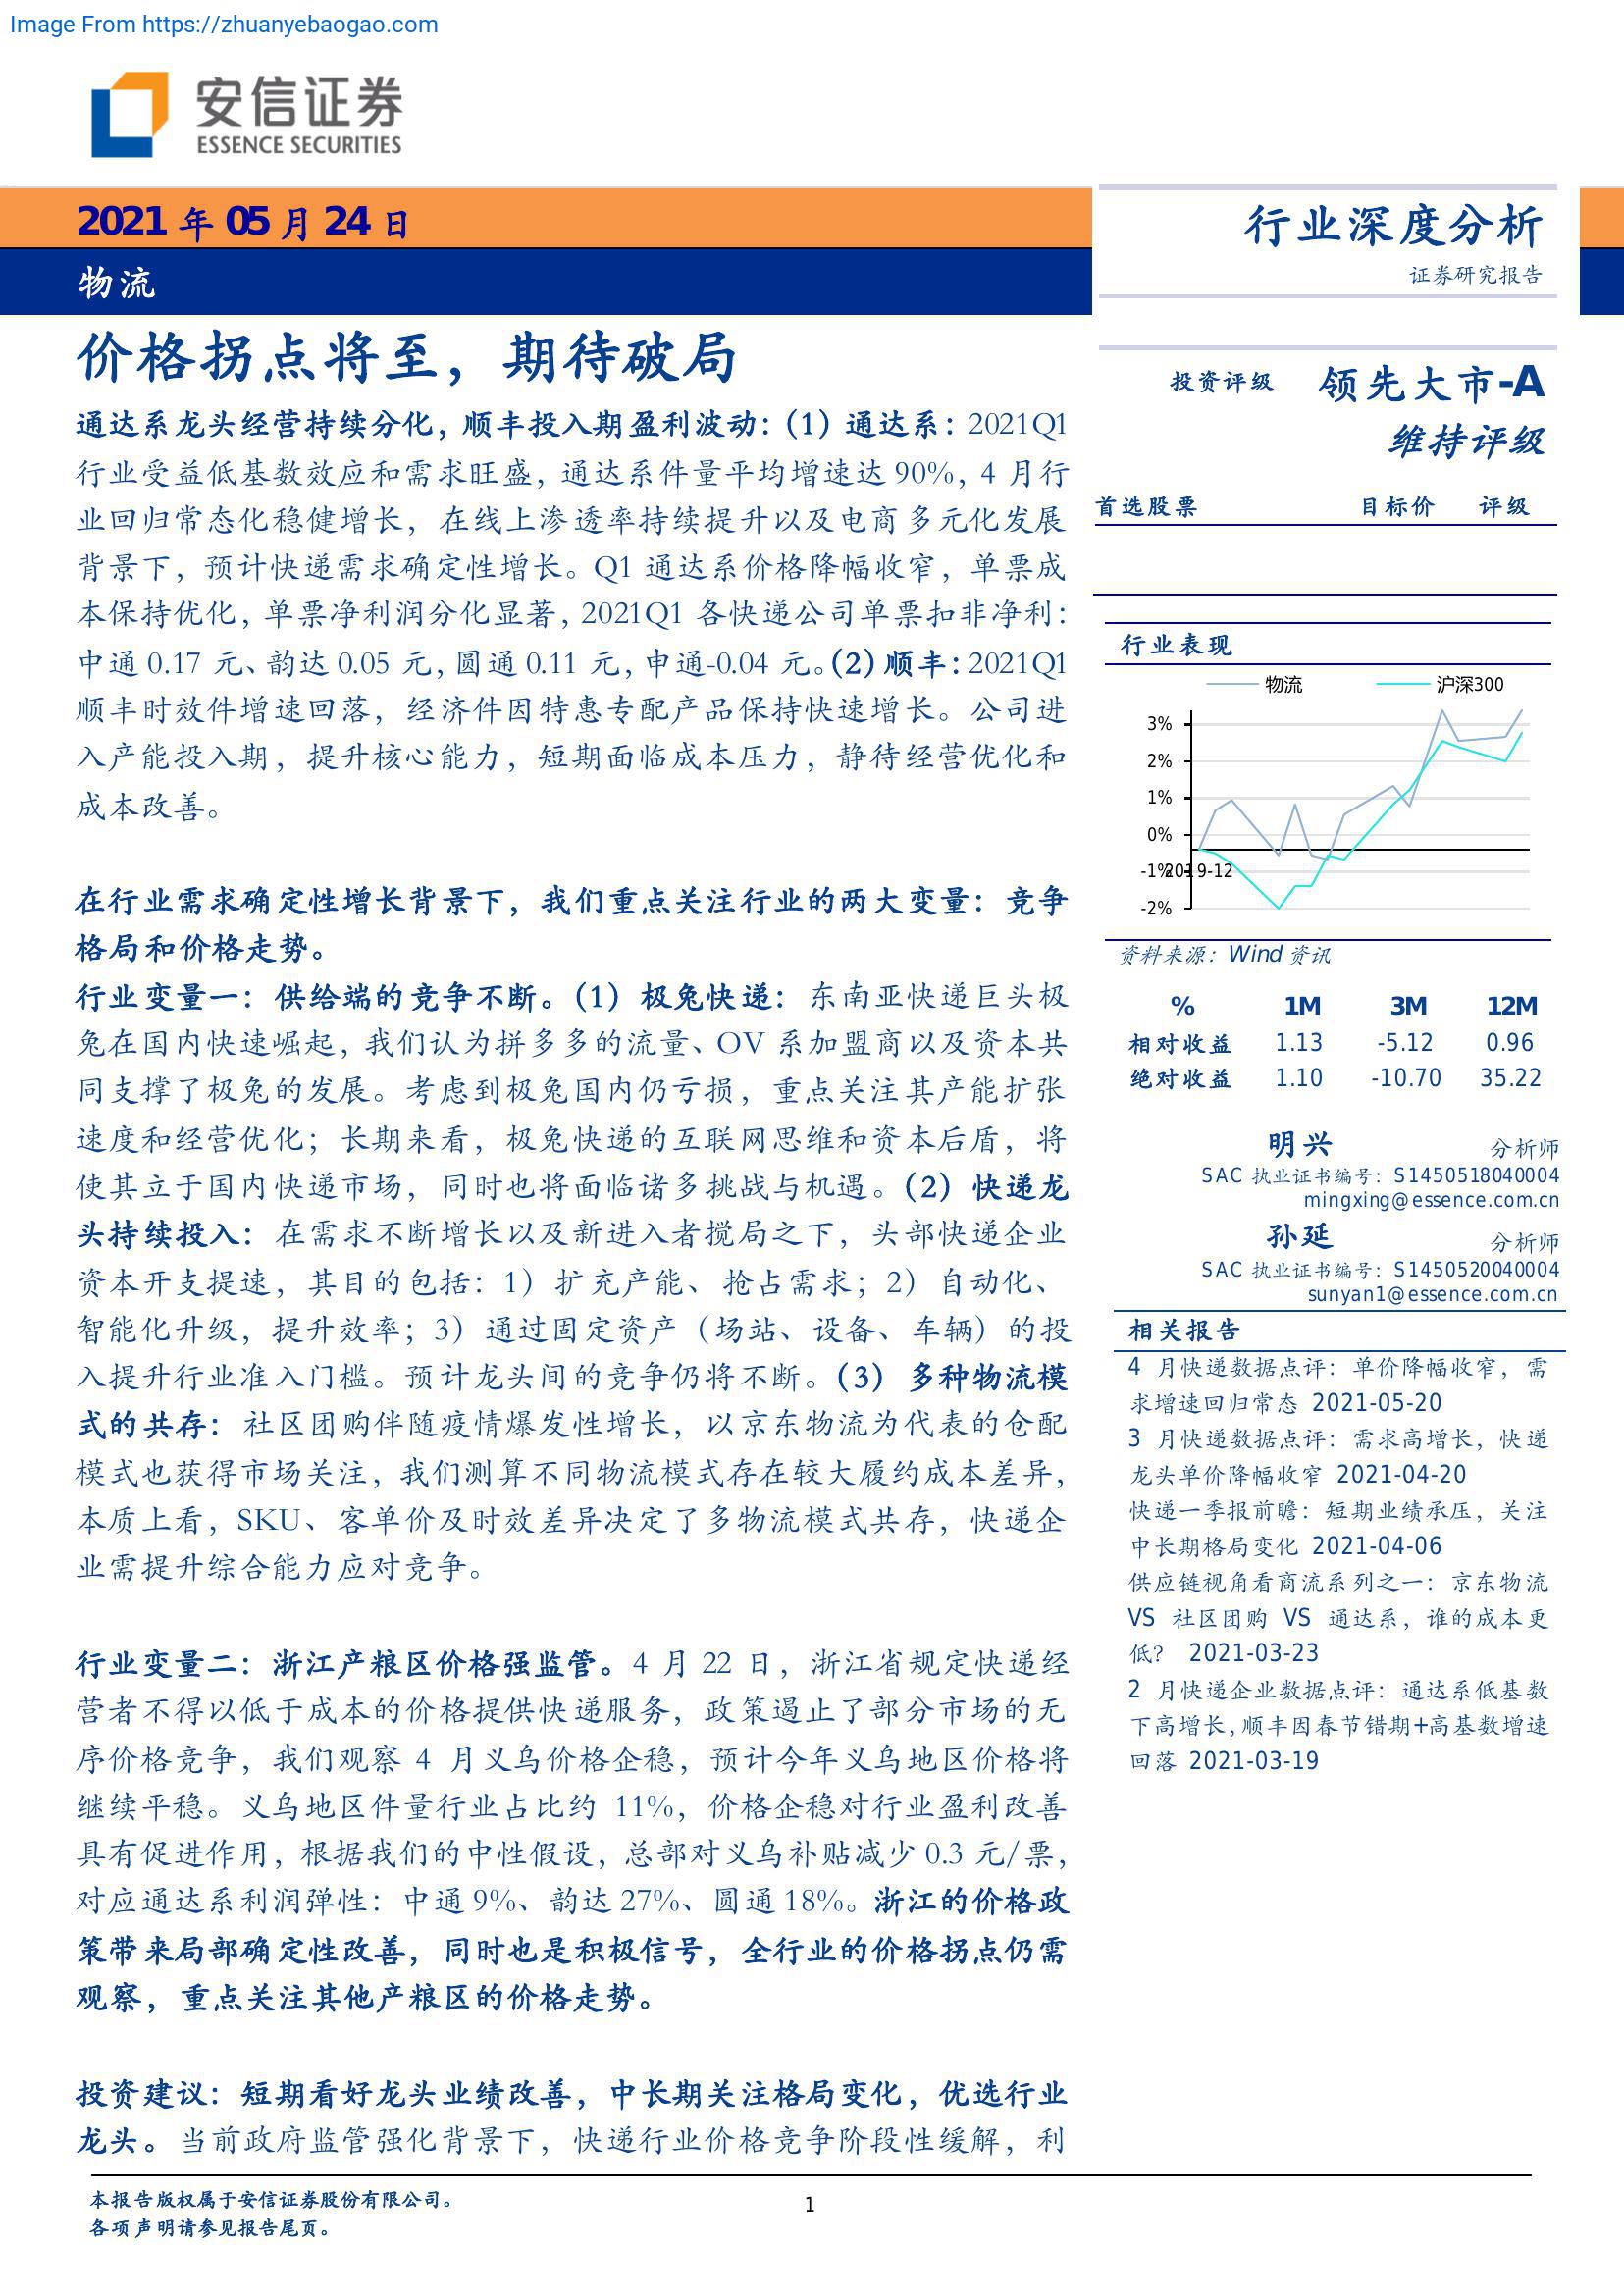 Image From https://zhuanyebaogao.com
安信证券
ESSENCE SECURITIES
2021 年 05 月 24 日
物流
行业深度分析
证券研究报告
价格拐点将至，期待破局
通达系龙头经营持续分化，顺丰投入期盈利波动：（1）通达系：2021Q1
行业受益低基数效应和需求旺盛，通达系件量平均增速达 90%，4 月行
业回归常态化稳健增长，在线上渗透率持续提升以及电商多元化发展
背景下，预计快递需求确定性增长。Q1 通达系价格降幅收窄，单票成
本保持优化，单票净利润分化显著，2021Q1 各快递公司单票扣非净利：
中通 0.17 元、韵达 0.05 元，圆通 0.11 元，申通-0.04 元。（2）顺丰：2021Q1
顺丰时效件增速回落，经济件因特惠专配产品保持快速增长。公司进
入产能投入期，提升核心能力，短期面临成本压力，静待经营优化和
成本改善。
在行业需求确定性增长背景下，我们重点关注行业的两大变量：竞争
格局和价格走势。
行业变量一：供给端的竞争不断。（1）极兔快递：东南亚快递巨头极
兔在国内快速崛起，我们认为拼多多的流量、OV 系加盟商以及资本共
同支撑了极兔的发展。考虑到极兔国内仍亏损，重点关注其产能扩张
速度和经营优化；长期来看，极兔快递的互联网思维和资本后盾，将
使其立于国内快递市场，同时也将面临诸多挑战与机遇。（2）快递龙
头持续投入：在需求不断增长以及新进入者搅局之下，头部快递企业
资本开支提速，其目的包括：1）扩充产能、抢占需求；2）自动化、
智能化升级，提升效率；3）通过固定资产（场站、设备、车辆）的投
入提升行业准入门槛。预计龙头间的竞争仍将不断。（3）多种物流模
式的共存：社区团购伴随疫情爆发性增长，以京东物流为代表的仓配
模式也获得市场关注，我们测算不同物流模式存在较大履约成本差异，
本质上看，SKU、客单价及时效差异决定了多物流模式共存，快递企
业需提升综合能力应对竞争。
行业变量二：浙江产粮区价格强监管。4 月 22 日，浙江省规定快递经
营者不得以低于成本的价格提供快递服务，政策遏止了部分市场的无
序价格竞争，我们观察 4 月义乌价格企稳，预计今年义乌地区价格将
继续平稳。义乌地区件量行业占比约 11%，价格企稳对行业盈利改善
具有促进作用，根据我们的中性假设，总部对义乌补贴减少 0.3 元/票，
对应通达系利润弹性：中通 9%、韵达 27%、圆通 18%。浙江的价格政
策带来局部确定性改善，同时也是积极信号，全行业的价格拐点仍需
观察，重点关注其他产粮区的价格走势。
投资建议：短期看好龙头业绩改善，中长期关注格局变化，优选行业
龙头。当前政府监管强化背景下，快递行业价格竞争阶段性缓解，利
投资评级 领先大市-A
维持评级
首选股票 目标价 评级
行业表现
物流 沪深300
3%
2%
1%
0%
-1%
2019-12
-2%
资料来源：Wind 资讯
% 1M 3M 12M
相对收益 1.13 -5.12 0.96
绝对收益 1.10 -10.70 35.22
明兴 分析师
SAC 执业证书编号：S1450518040004
mingxing@essence.com.cn
孙延 分析师
SAC 执业证书编号：S1450520040004
sunyan1@essence.com.cn
相关报告
4 月快递数据点评：单价降幅收窄，需
求增速回归常态 2021-05-20
3 月快递数据点评：需求高增长，快递
龙头单价降幅收窄 2021-04-20
快递一季报前瞻：短期业绩承压，关注
中长期格局变化 2021-04-06
供应链视角看商流系列之一：京东物流
VS 社区团购 VS 通达系，谁的成本更
低？ 2021-03-23
2 月快递企业数据点评：通达系低基数
下高增长，顺丰因春节错期+高基数增速
回落 2021-03-19
本报告版权属于安信证券股份有限公司。
各项声明请参见报告尾页。
1